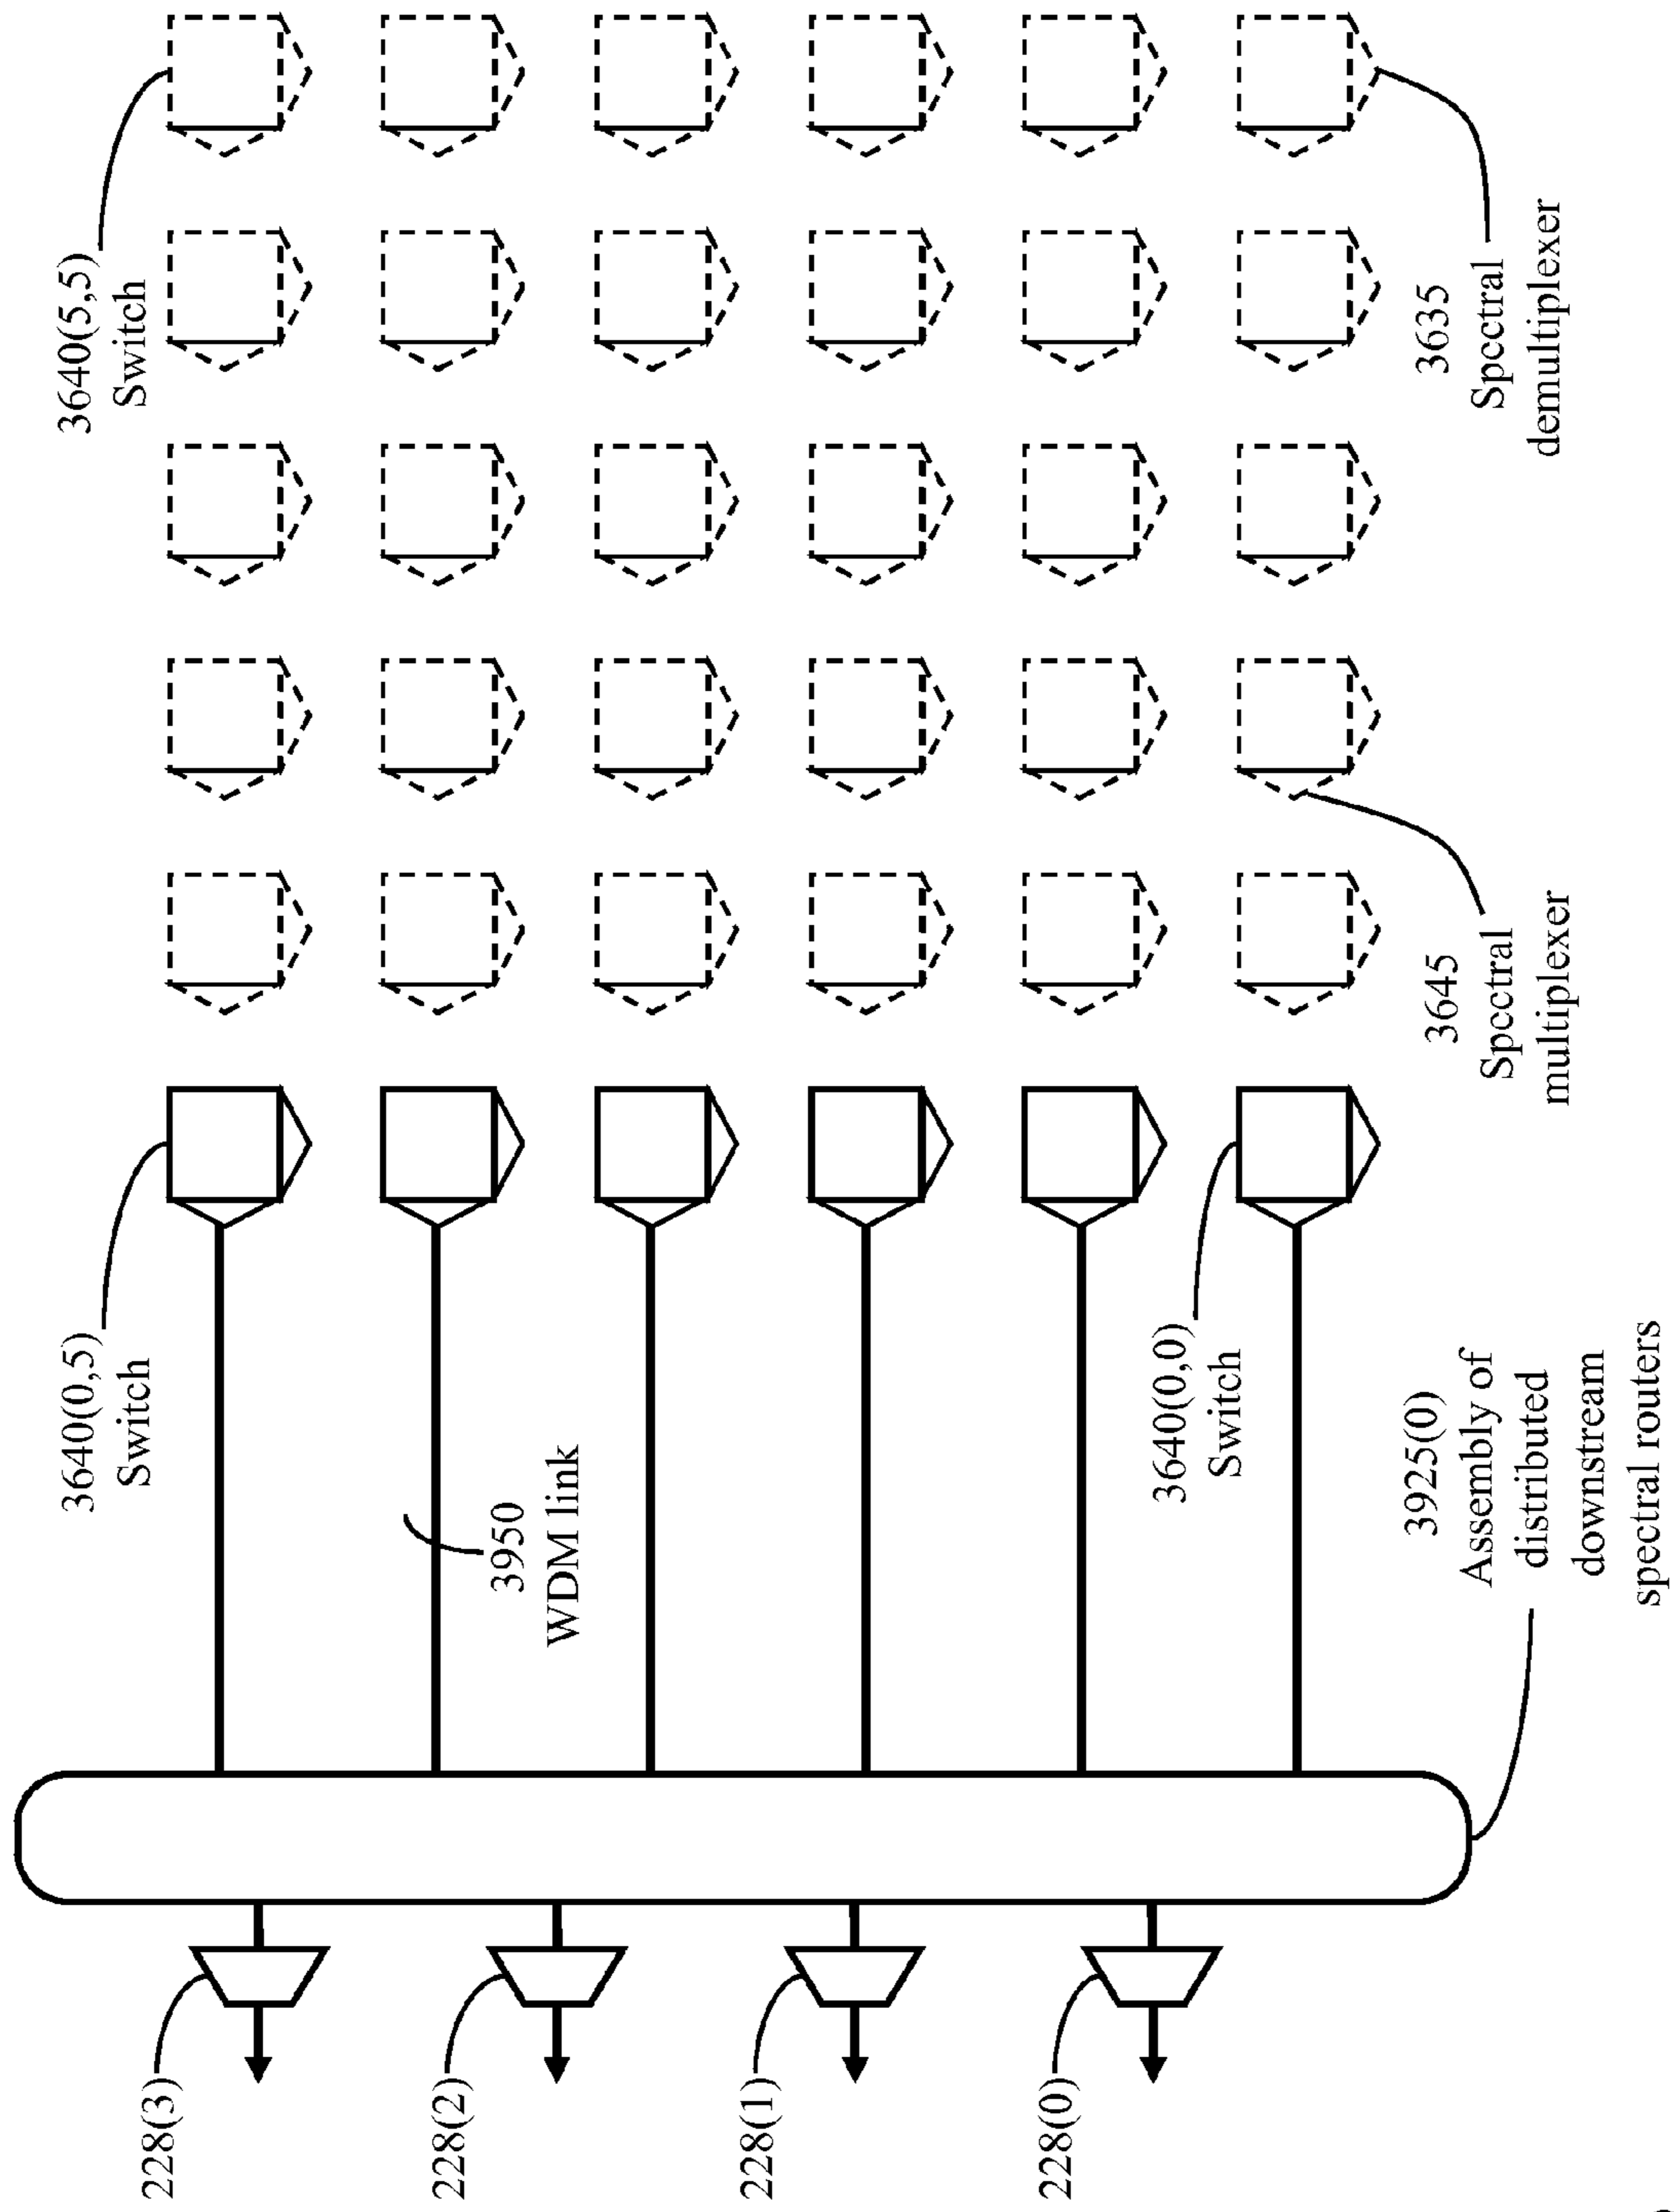 228(3)
3640(0,5)
Switch
3640(5,5)
Switch
228(2)
3950
WDM link
228(1)
228(0)
3640(0,0)
Switch
3925(0)
Assembly of
distributed
downstream
spectral routers
3645
Spectral
multiplexer
3635
Spectral
demultiplexer